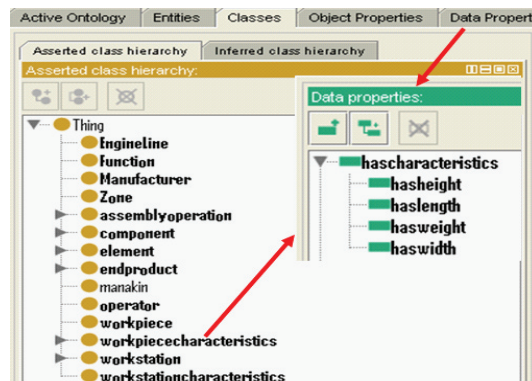 Active Ontology Entities Classes Object Properties Data Propert
Asserted class hierarchy Inferred class hierarchy
Asserted class hierarchy:
Thing
Engineline
Function
Manufacturer
Zone
assemblyoperation
component
element
endproduct
manakin
operator
workpiece
workpiececharacteristics
workstation
workstationcharacteristics
Data properties:
hascharacteristics
hasheight
haslength
hasweight
haswidth